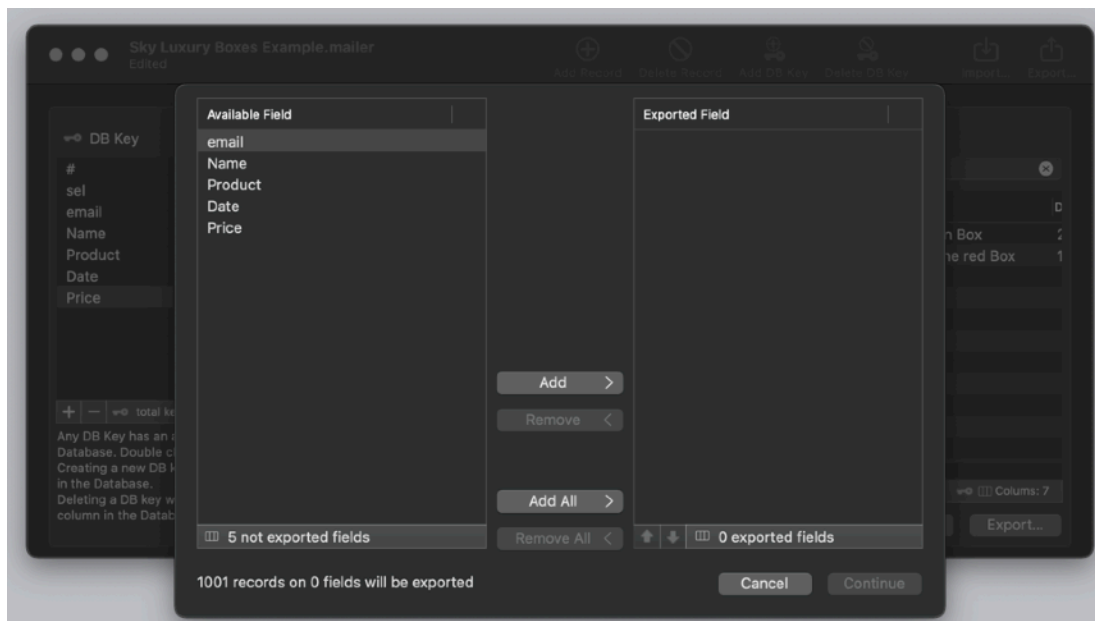 Sky Luxury Boxes Example.mailer
Edited
Add Record
Delete Record
Add DB Key
Delete DB Key
Import...
Export...
DB Key
#
sel
email
Name
Product
Date
Price
total ke
Any DB Key has an a
Database. Double cl
Creating a new DB k
in the Database.
Deleting a DB key w
column in the Datab
Available Field
email
Name
Product
Date
Price
5 not exported fields
Add >
Remove <
Add All >
Remove All <
Exported Field
0 exported fields
1001 records on 0 fields will be exported
Cancel
Continue
D
n Box 2
ne red Box 1
Colums: 7
Export...